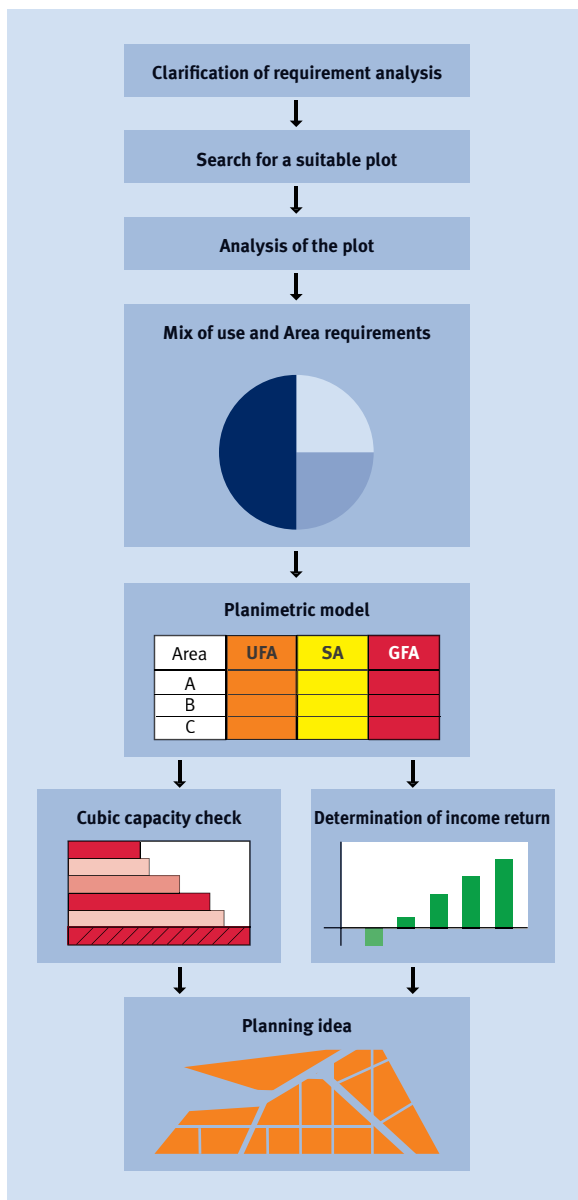 Clarification of requirement analysis
Search for a suitable plot
Analysis of the plot
Mix of use and Area requirements
Planimetric model
Area UFA SA GFA
A
B
C
Cubic capacity check
Determination of income return
Planning idea